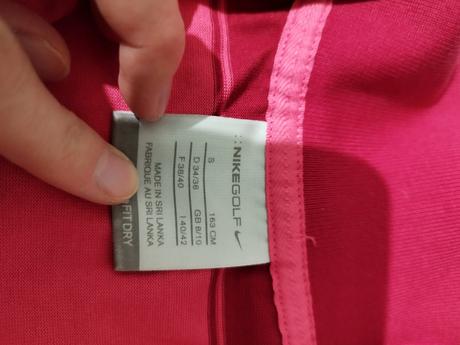 NIKEGOLF
S 163 CM
D 34/36 GB 8/10
F 38/40 I 40/42
MADE IN SRI LANKA
FABRIQUE AU SRI LANKA
FIT DRY